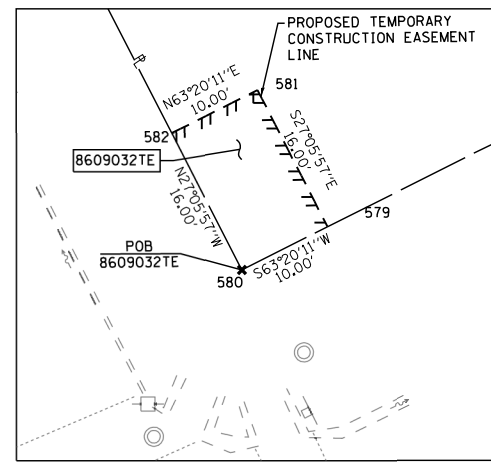 PROPOSED TEMPORARY
CONSTRUCTION EASEMENT
LINE
N63°20'11''E
10.00'
581
582
8609032TE
S27°05'57''E
16.00'
N27°05'57''W
16.00'
579
POB
8609032TE
580
S63°20'11''W
10.00'